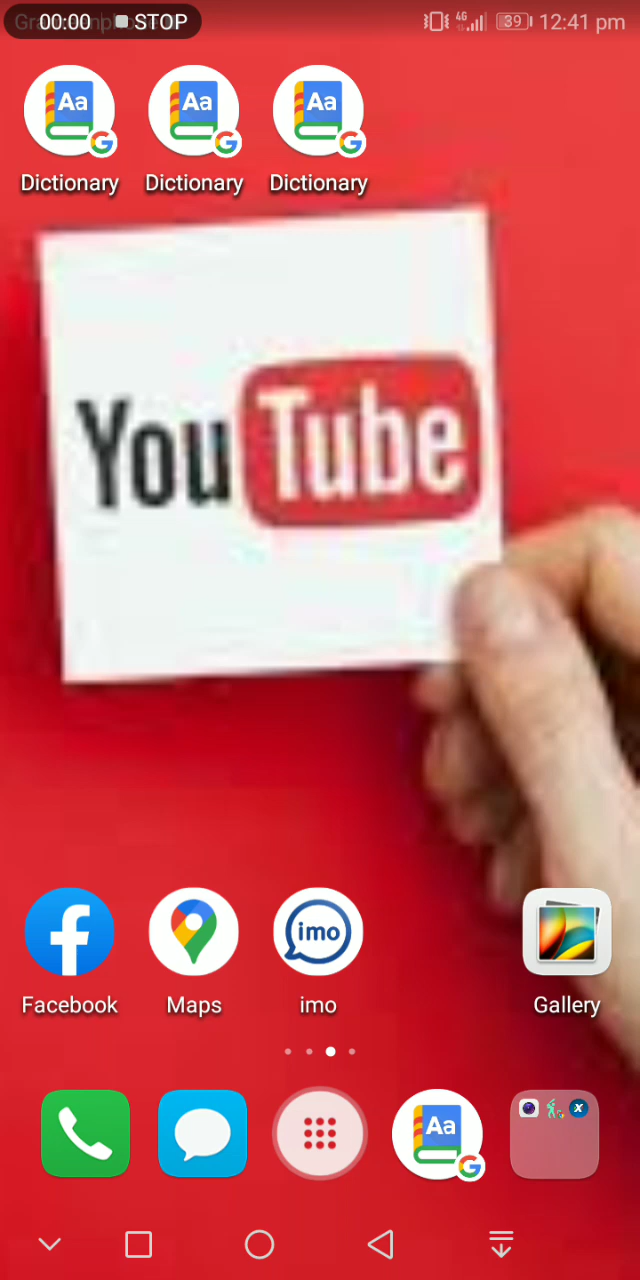 00:00 STOP
4G 39 12:41 pm
Aa Aa Aa
Dictionary Dictionary Dictionary
YouTube
imo
Facebook Maps imo Gallery
Aa